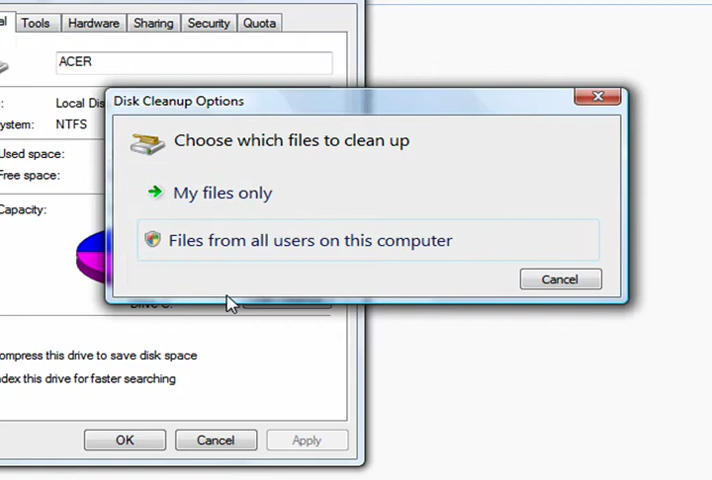 al Tools Hardware Sharing Security Quota
ACER
Disk Cleanup Options
Local Dis
ystem: NTFS
Choose which files to clean up
Used space:
Free space:
My files only
Capacity:
Files from all users on this computer
Cancel
ompress this drive to save disk space
ndex this drive for faster searching
OK Cancel Apply